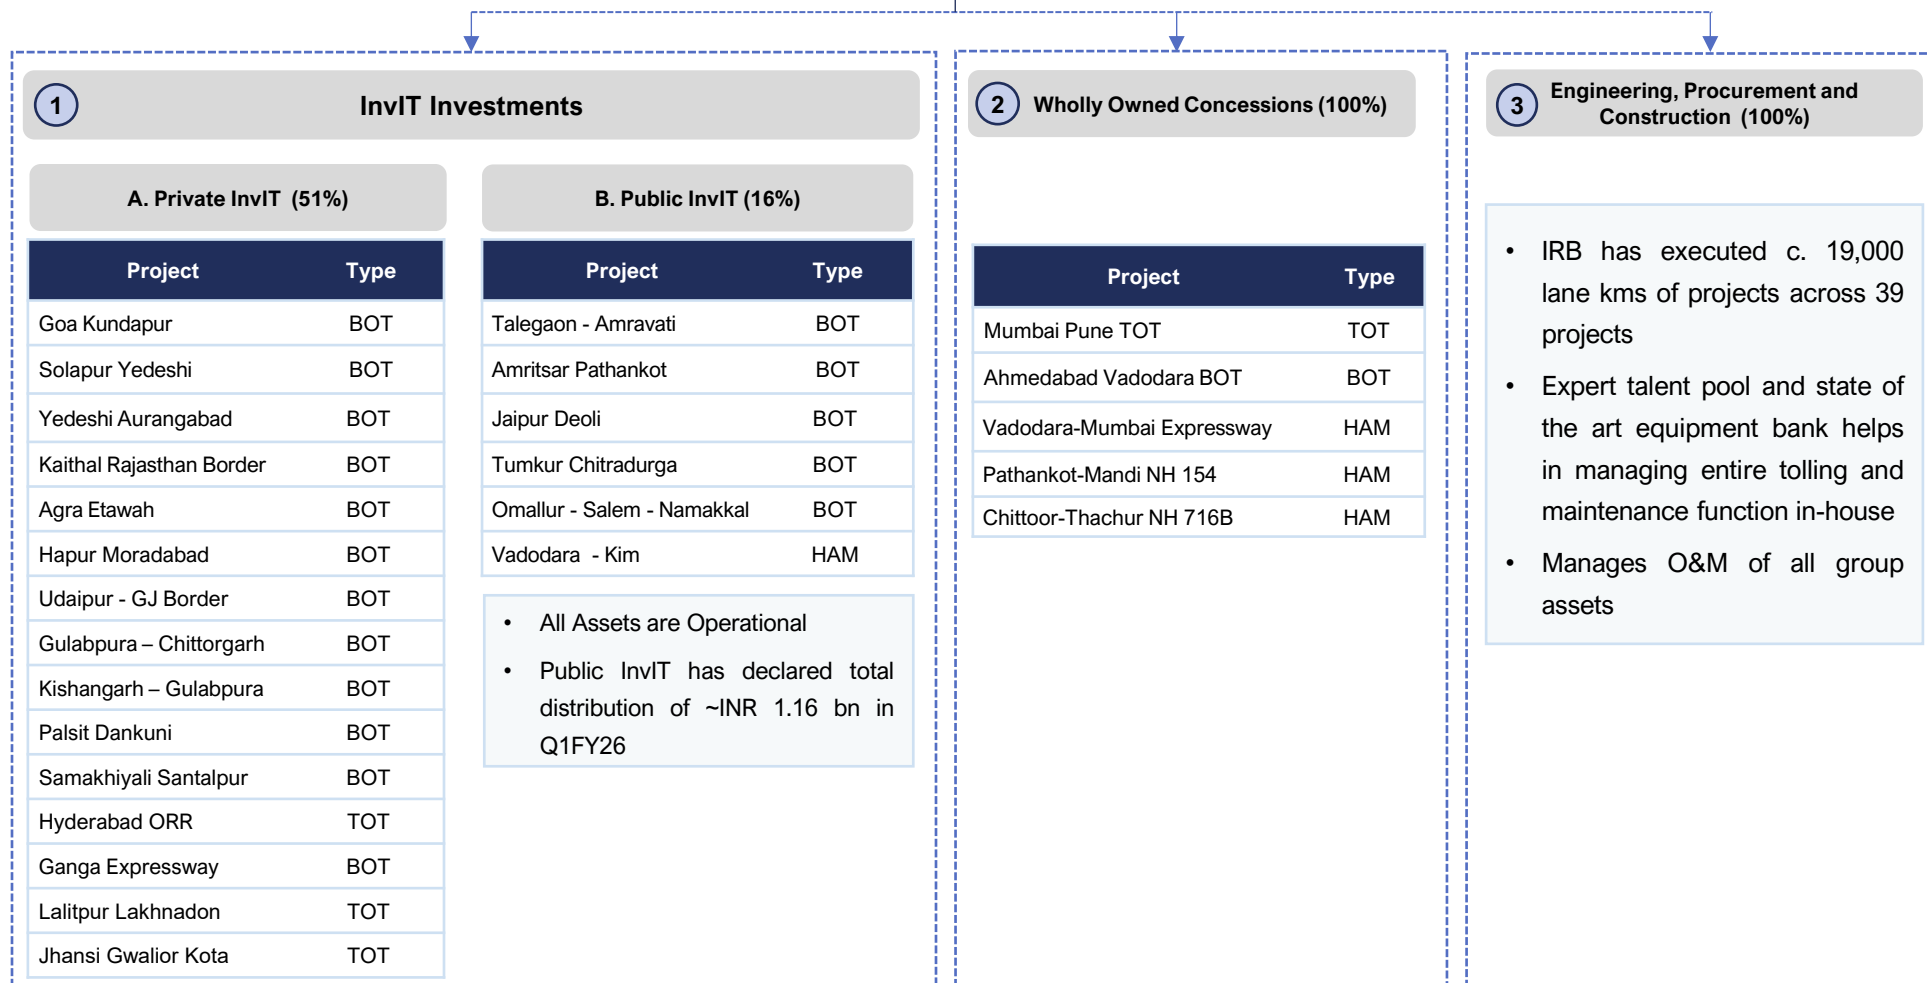 1
InvIT Investments
A. Private InvIT (51%)
Project Type
Goa Kundapur BOT
Solapur Yedeshi BOT
Yedeshi Aurangabad BOT
Kaithal Rajasthan Border BOT
Agra Etawah BOT
Hapur Moradabad BOT
Udaipur - GJ Border BOT
Gulabpura – Chittorgarh BOT
Kishangarh – Gulabpura BOT
Palsit Dankuni BOT
Samakhiyali Santalpur BOT
Hyderabad ORR TOT
Ganga Expressway BOT
Lalitpur Lakhnadon TOT
Jhansi Gwalior Kota TOT
B. Public InvIT (16%)
Project Type
Talegaon - Amravati BOT
Amritsar Pathankot BOT
Jaipur Deoli BOT
Tumkur Chitradurga BOT
Omallur - Salem - Namakkal BOT
Vadodara - Kim HAM
• All Assets are Operational
• Public InvIT has declared total
distribution of ~INR 1.16 bn in
Q1FY26
2
Wholly Owned Concessions (100%)
Project Type
Mumbai Pune TOT TOT
Ahmedabad Vadodara BOT BOT
Vadodara-Mumbai Expressway HAM
Pathankot-Mandi NH 154 HAM
Chittoor-Thachur NH 716B HAM
3
Engineering, Procurement and
Construction (100%)
• IRB has executed c. 19,000
lane kms of projects across 39
projects
• Expert talent pool and state of
the art equipment bank helps
in managing entire tolling and
maintenance function in-house
• Manages O&M of all group
assets